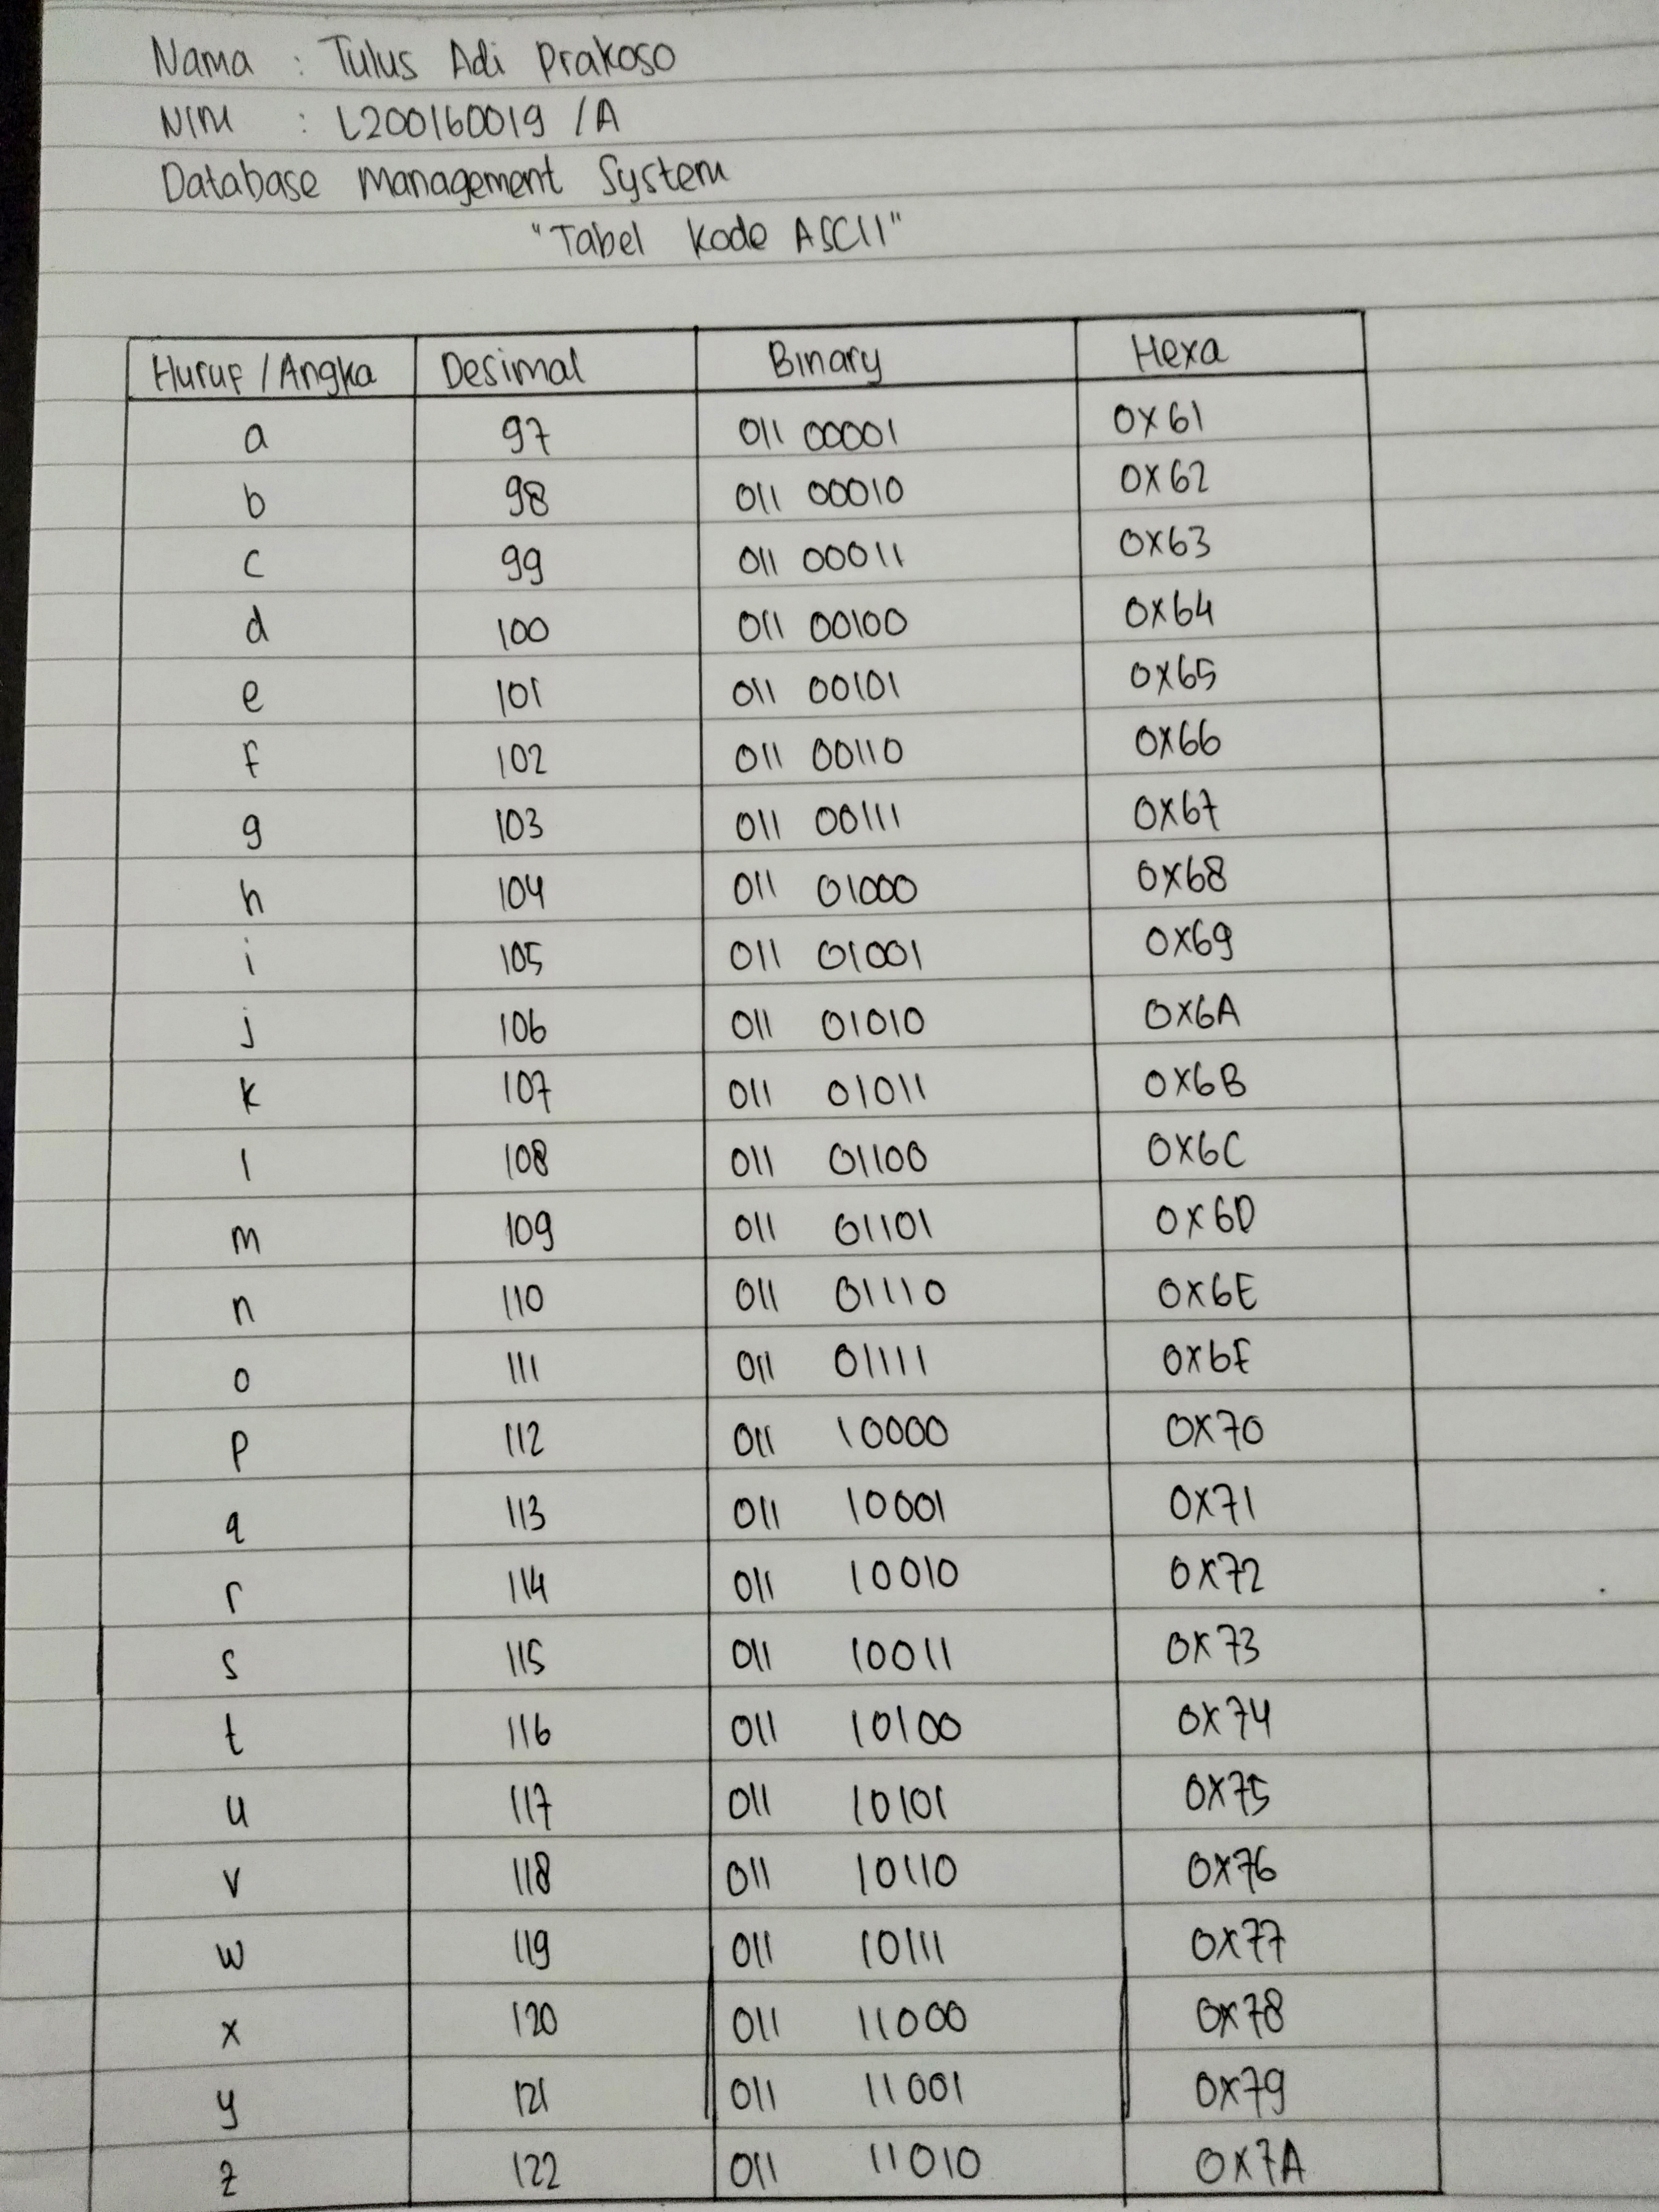 Nama : Tulus Adi Prakoso
NIM : L200160019 / A
Database Management System
"Tabel Kode ASCII"
Huruf / Angka Desimal Binary Hexa
a 97 011 00001 0x61
b 98 011 00010 0x62
c 99 011 00011 0x63
d 100 011 00100 0x64
e 101 011 00101 0x65
f 102 011 00110 0x66
g 103 011 00111 0x67
h 104 011 01000 0x68
i 105 011 01001 0x69
j 106 011 01010 0x6A
k 107 011 01011 0x6B
l 108 011 01100 0x6C
m 109 011 01101 0x6D
n 110 011 01110 0x6E
o 111 011 01111 0x6F
p 112 011 10000 0x70
q 113 011 10001 0x71
r 114 011 10010 0x72
s 115 011 10011 0x73
t 116 011 10100 0x74
u 117 011 10101 0x75
v 118 011 10110 0x76
w 119 011 10111 0x77
x 120 011 11000 0x78
y 121 011 11001 0x79
z 122 011 11010 0x7A